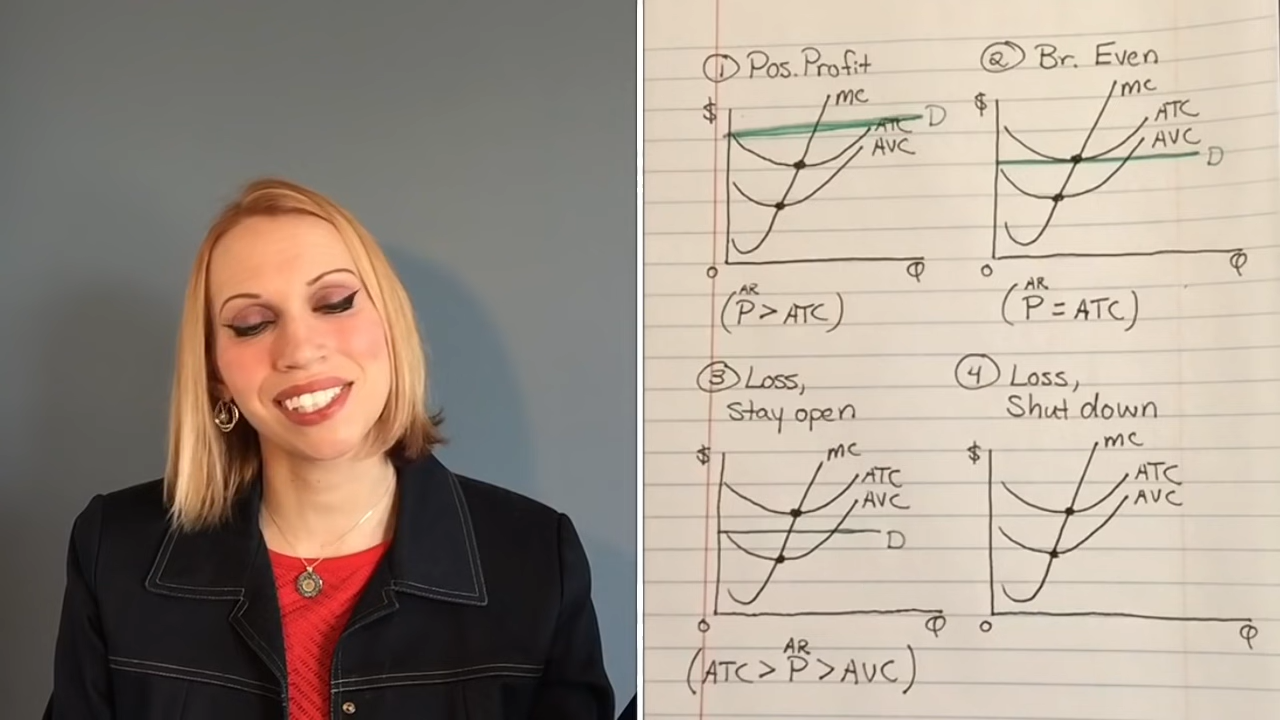 ① Pos. Profit
$
MC
ATC
AVC
D
0
Q
(P > ATC)
AR
② Br. Even
$
MC
ATC
AVC
D
0
Q
(P = ATC)
AR
③ Loss,
Stay open
$
MC
ATC
AVC
D
0
Q
(ATC > P > AVC)
AR
④ Loss,
Shut down
$
MC
ATC
AVC
0
Q